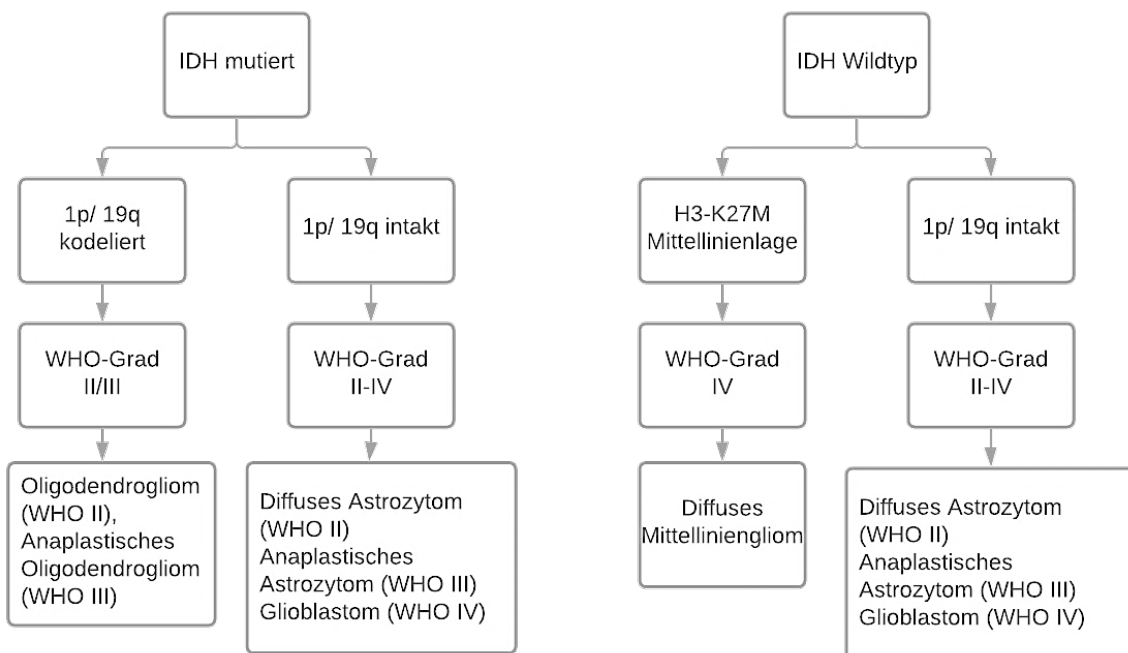 IDH mutiert
IDH Wildtyp
1p/ 19q
kodeliert
1p/ 19q intakt
H3-K27M
Mittellinienlage
1p/ 19q intakt
WHO-Grad
II/III
WHO-Grad
II-IV
WHO-Grad
IV
WHO-Grad
II-IV
Oligodendrogliom
(WHO II),
Anaplastisches
Oligodendrogliom
(WHO III)
Diffuses Astrozytom
(WHO II)
Anaplastisches
Astrozytom (WHO III)
Glioblastom (WHO IV)
Diffuses
Mittelliniengliom
Diffuses Astrozytom
(WHO II)
Anaplastisches
Astrozytom (WHO III)
Glioblastom (WHO IV)